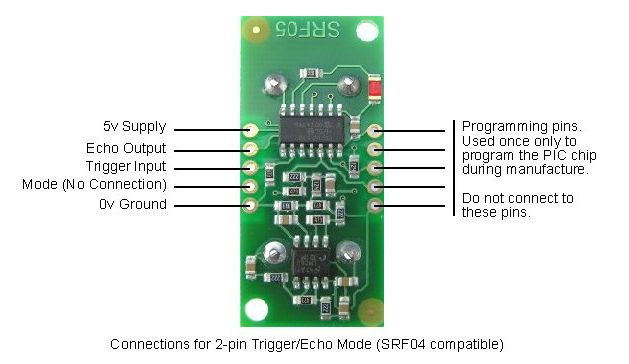 SRF05
5v Supply
Echo Output
Trigger Input
Mode (No Connection)
0v Ground
Programming pins.
Used once only to
program the PIC chip
during manufacture.
Do not connect to
these pins.
Connections for 2-pin Trigger/Echo Mode (SRF04 compatible)